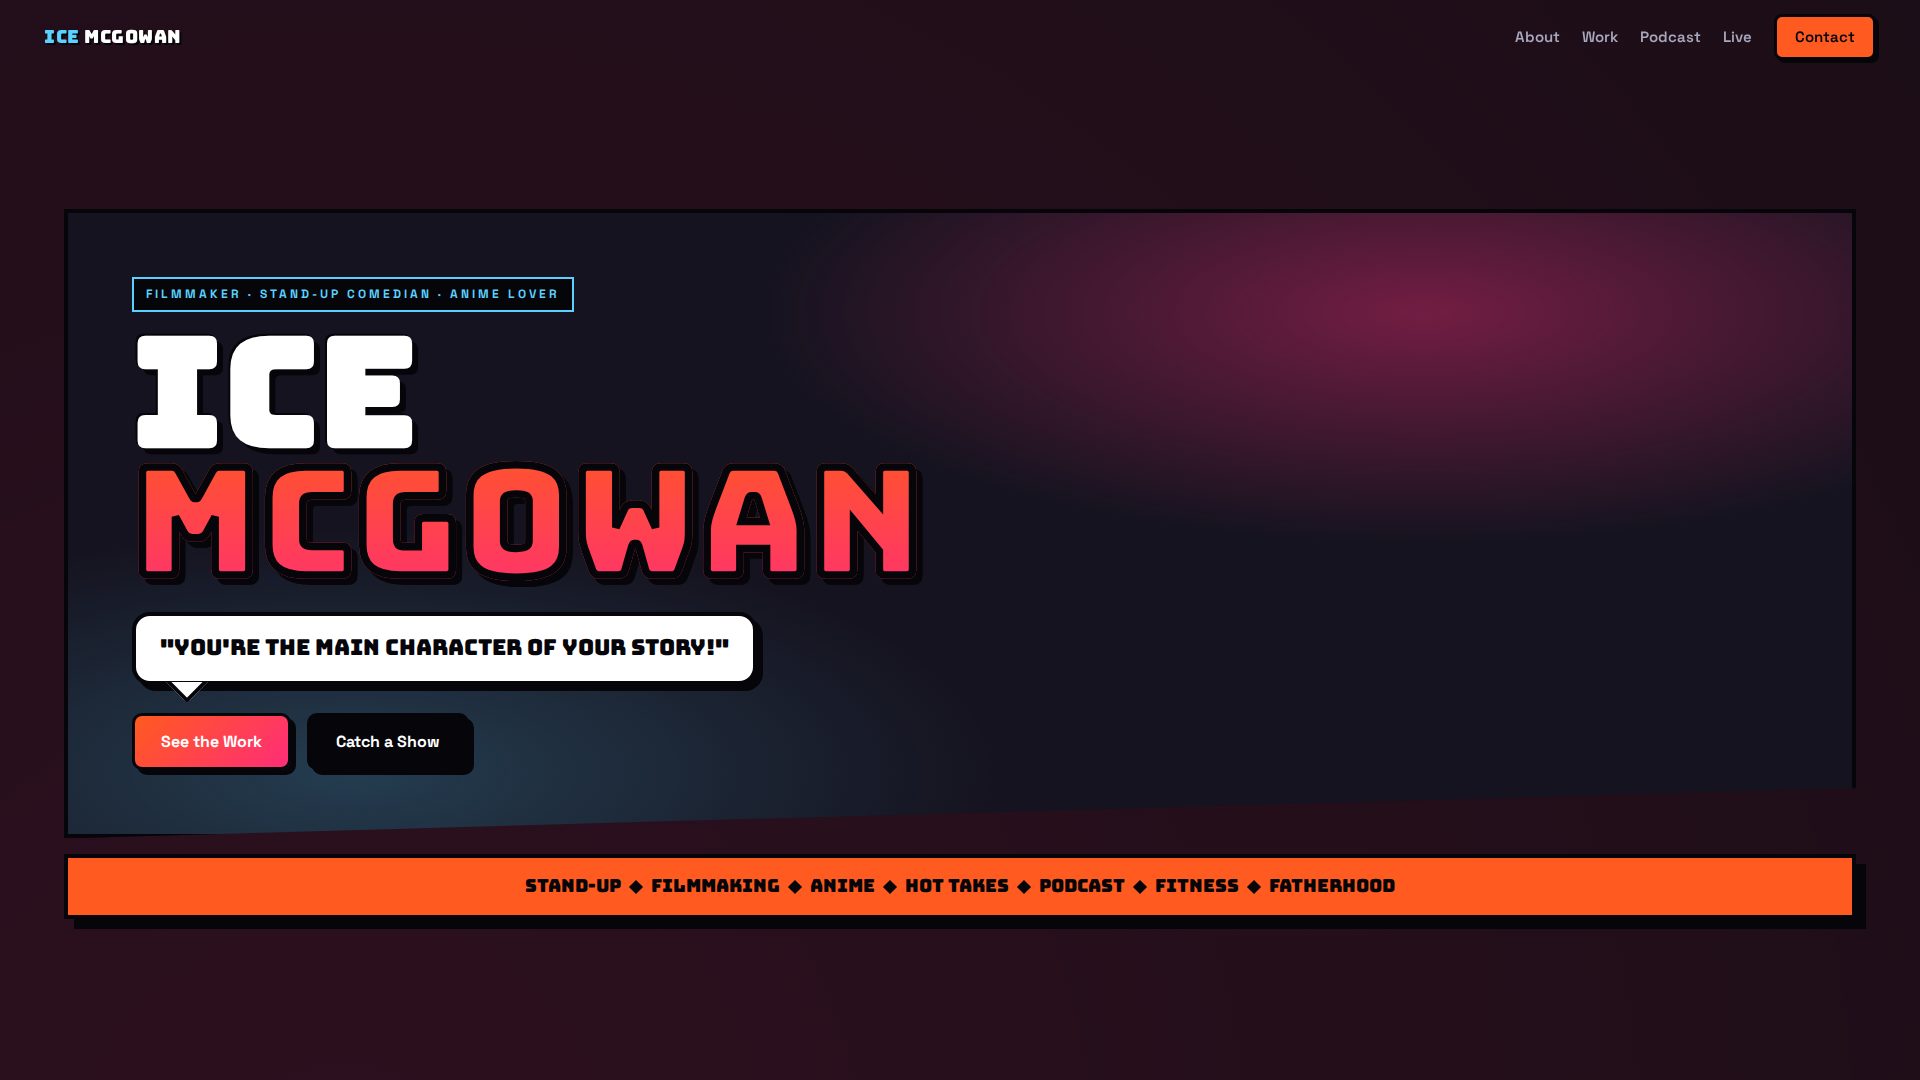 ICE MCGOWAN
About
Work
Podcast
Live
Contact
FILMMAKER · STAND-UP COMEDIAN · ANIME LOVER
ICE
MCGOWAN
"YOU'RE THE MAIN CHARACTER OF YOUR STORY!"
See the Work
Catch a Show
STAND-UP ◆ FILMMAKING ◆ ANIME ◆ HOT TAKES ◆ PODCAST ◆ FITNESS ◆ FATHERHOOD